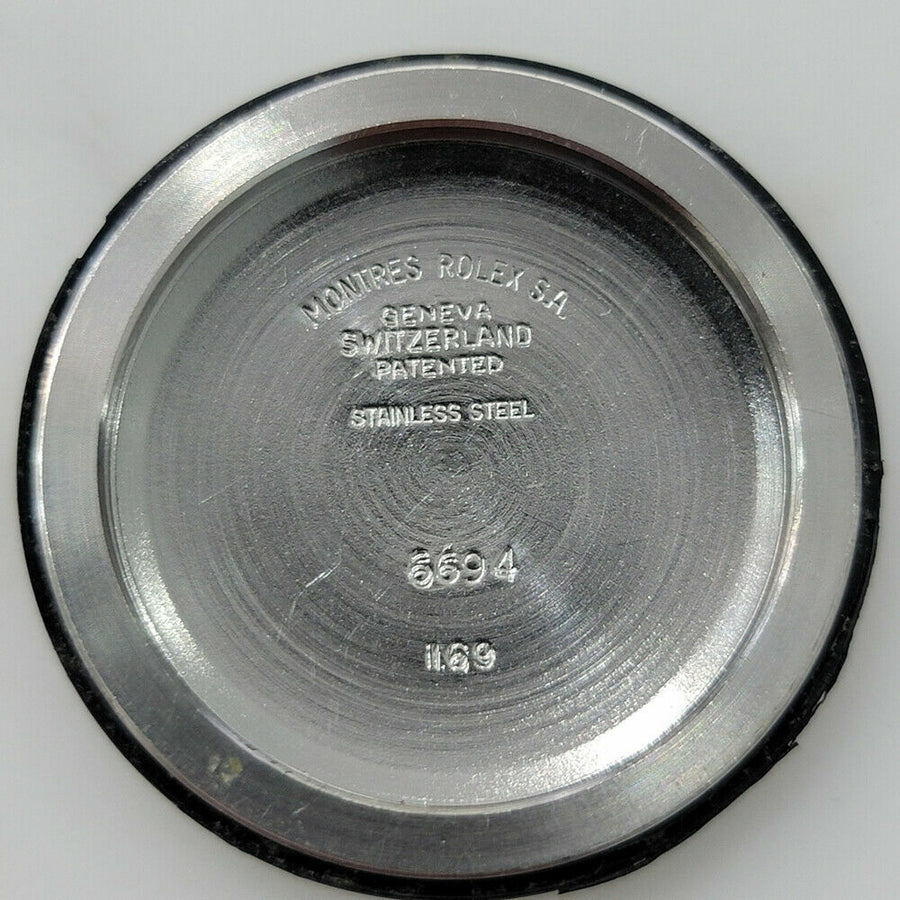 MONTRES ROLEX S.A
GENEVA
SWITZERLAND
PATENTED
STAINLESS STEEL
6694
I.69